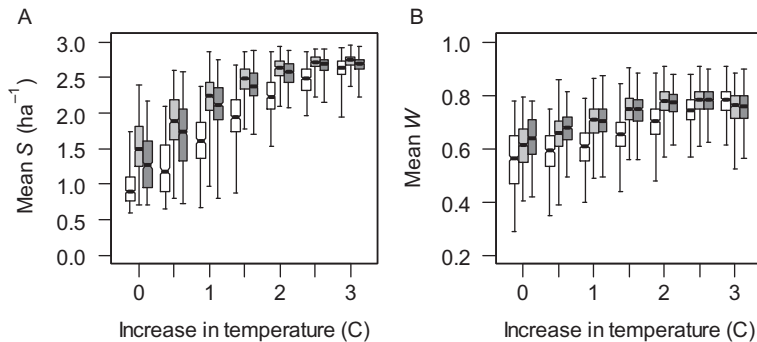 A
B
3.0
2.5
2.0
1.5
1.0
0.5
0.0
Mean S (ha⁻¹)
0 1 2 3
Increase in temperature (C)
1.0
0.8
0.6
0.4
0.2
Mean W
0 1 2 3
Increase in temperature (C)